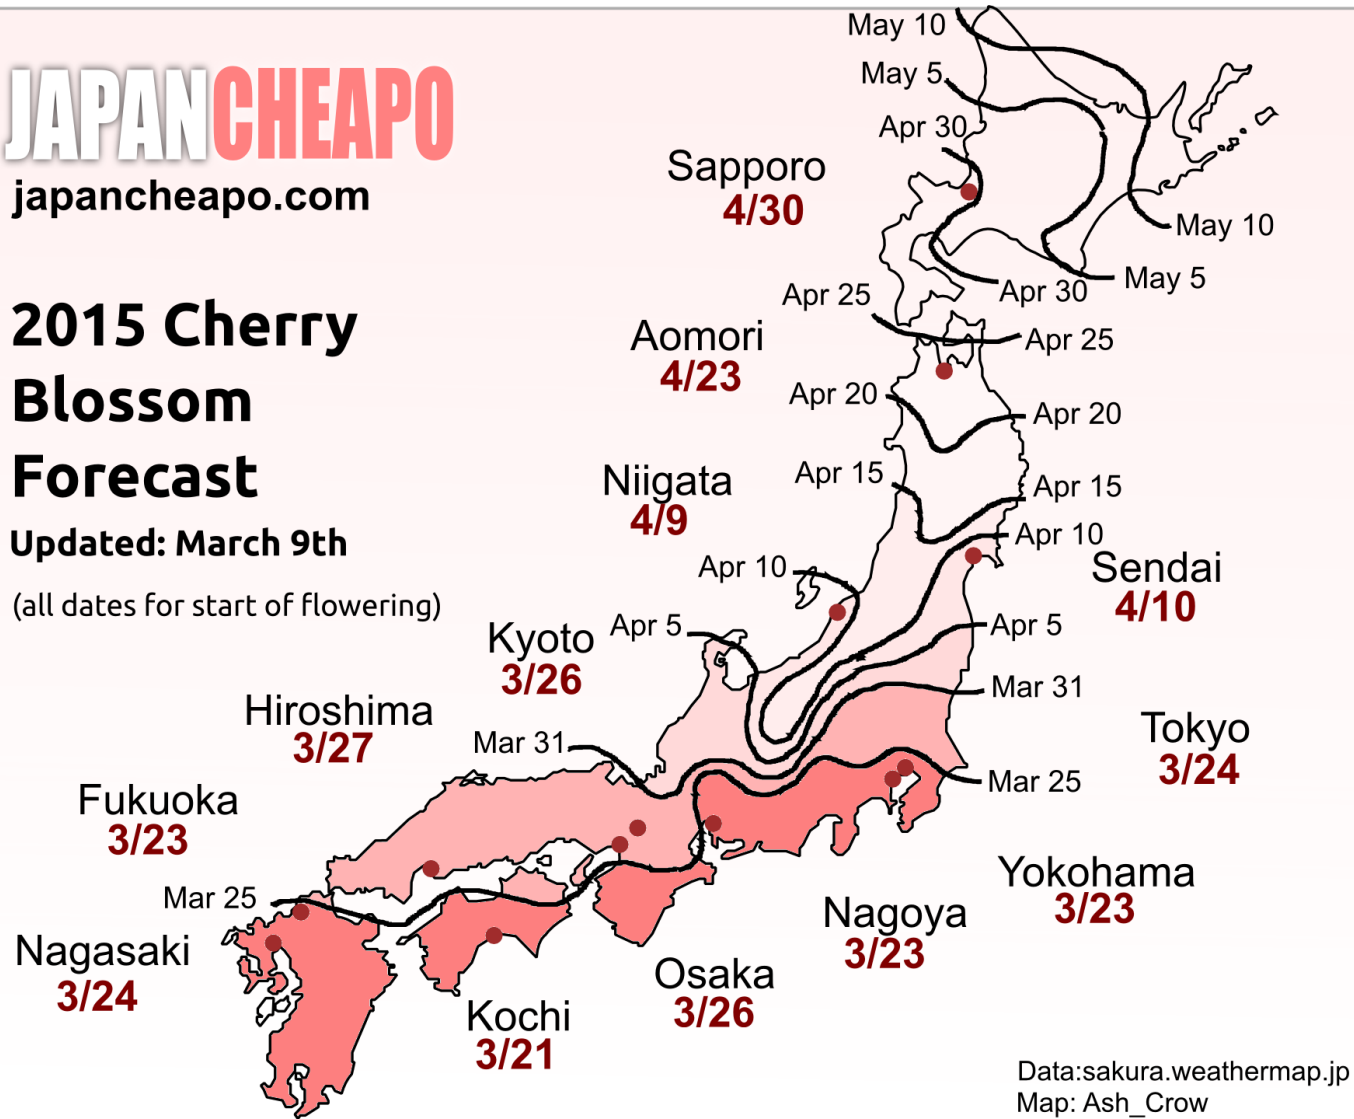 JAPANCHEAPO
japancheapo.com
2015 Cherry
Blossom
Forecast
Updated: March 9th
(all dates for start of flowering)
May 10
May 5
Apr 30
Sapporo
4/30
May 10
May 5
Apr 30
Apr 25
Apr 25
Aomori
4/23
Apr 20
Apr 20
Apr 15
Apr 15
Niigata
4/9
Apr 10
Apr 10
Sendai
4/10
Apr 5
Apr 5
Kyoto
3/26
Mar 31
Mar 31
Hiroshima
3/27
Tokyo
3/24
Mar 25
Fukuoka
3/23
Mar 25
Yokohama
3/23
Nagoya
3/23
Nagasaki
3/24
Osaka
3/26
Kochi
3/21
Data:sakura.weathermap.jp
Map: Ash_Crow